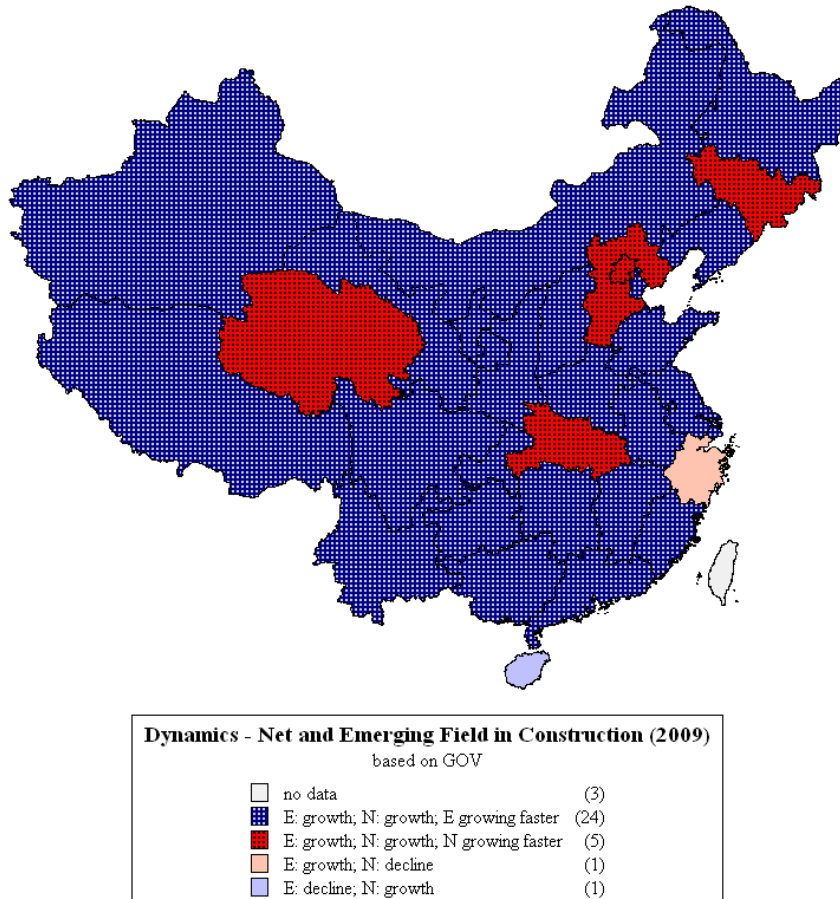 Dynamics - Net and Emerging Field in Construction (2009)
based on GOV
no data (3)
E: growth; N: growth; E growing faster (24)
E: growth; N: growth; N growing faster (5)
E: growth; N: decline (1)
E: decline; N: growth (1)